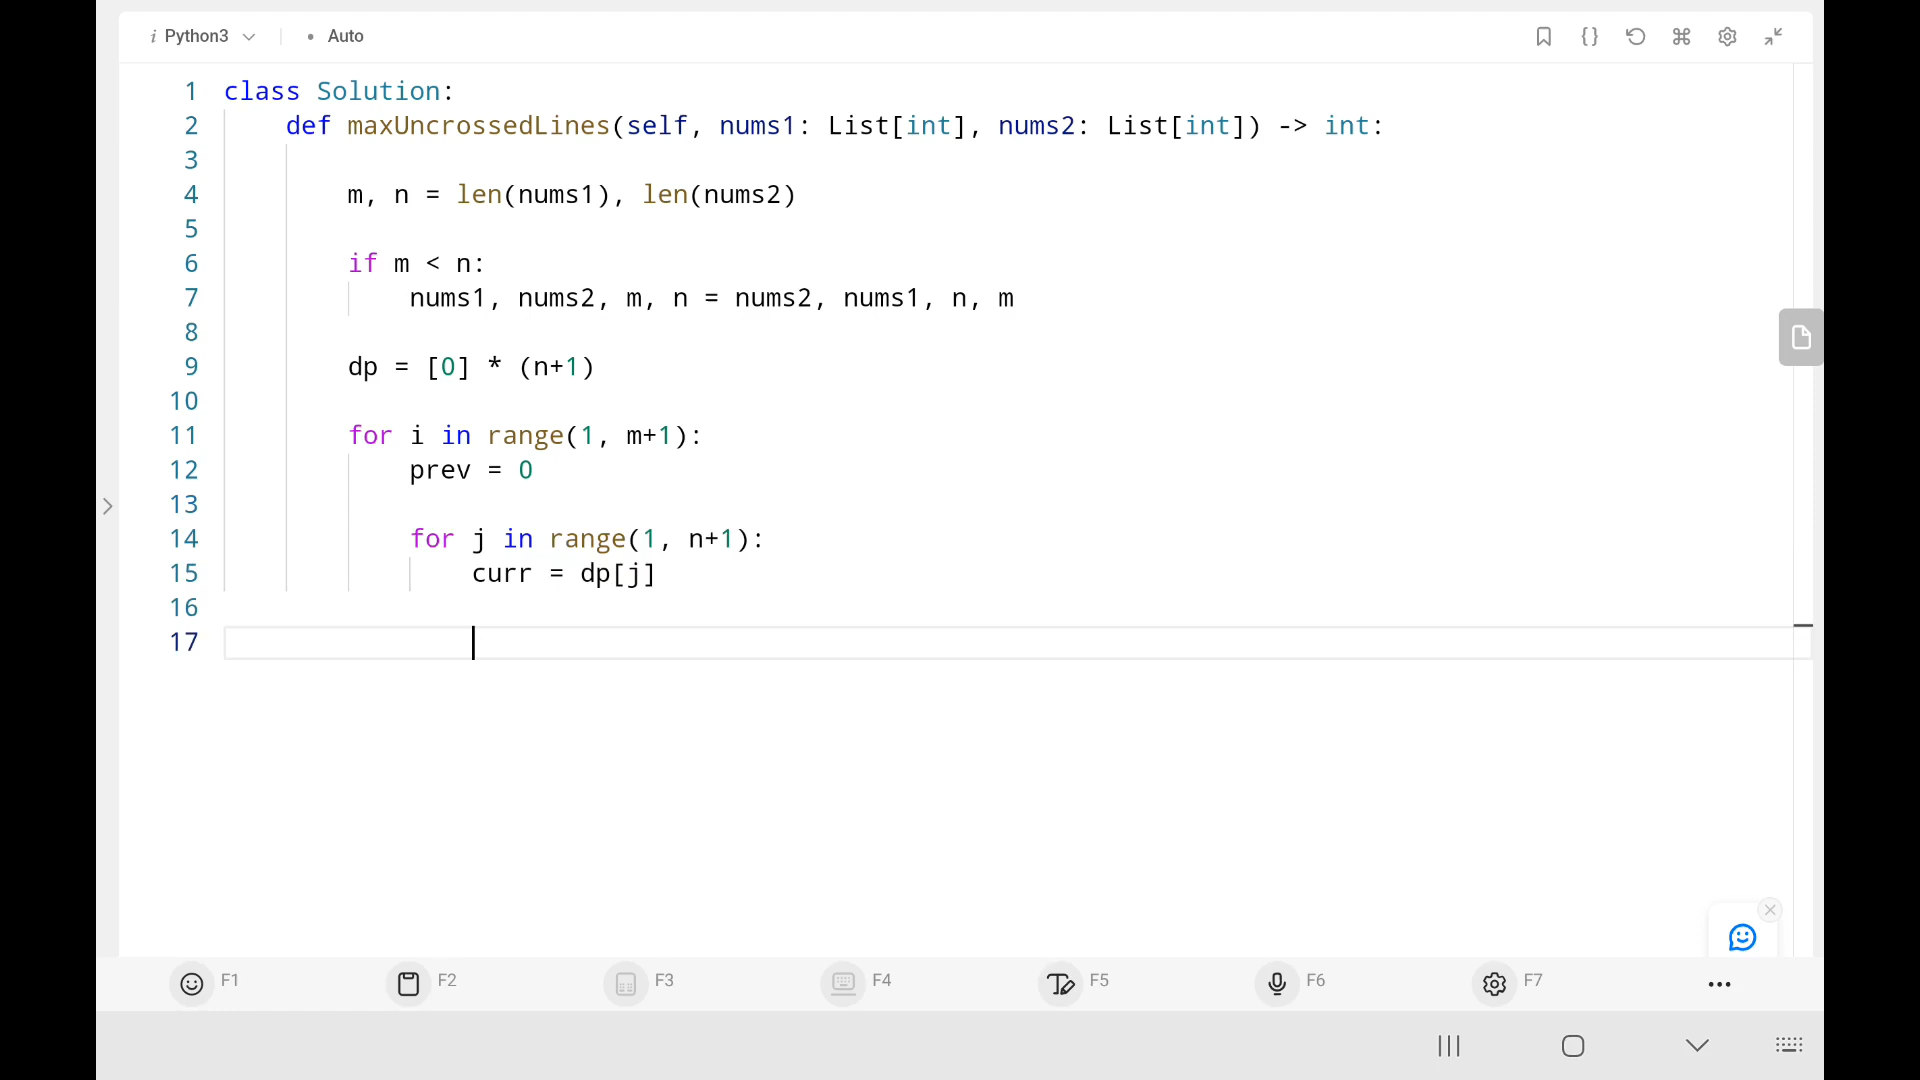 i Python3 • Auto
1 class Solution:
2 def maxUncrossedLines(self, nums1: List[int], nums2: List[int]) -> int:
3
4 m, n = len(nums1), len(nums2)
5
6 if m < n:
7 nums1, nums2, m, n = nums2, nums1, n, m
8
9 dp = [0] * (n+1)
10
11 for i in range(1, m+1):
12 prev = 0
13
14 for j in range(1, n+1):
15 curr = dp[j]
16
17
F1 F2 F3 F4 F5 F6 F7